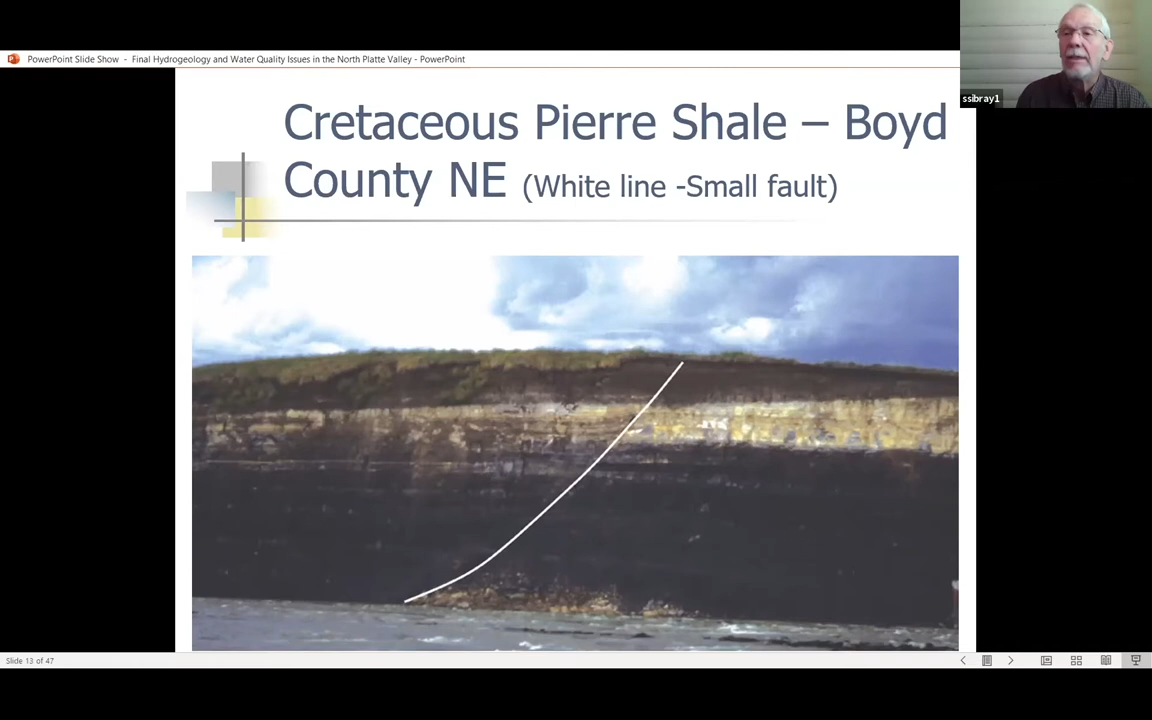 PowerPoint Slide Show - Final Hydrogeology and Water Quality Issues in the North Platte Valley - PowerPoint
ssibray1
Cretaceous Pierre Shale – Boyd
County NE (White line -Small fault)
Slide 13 of 47